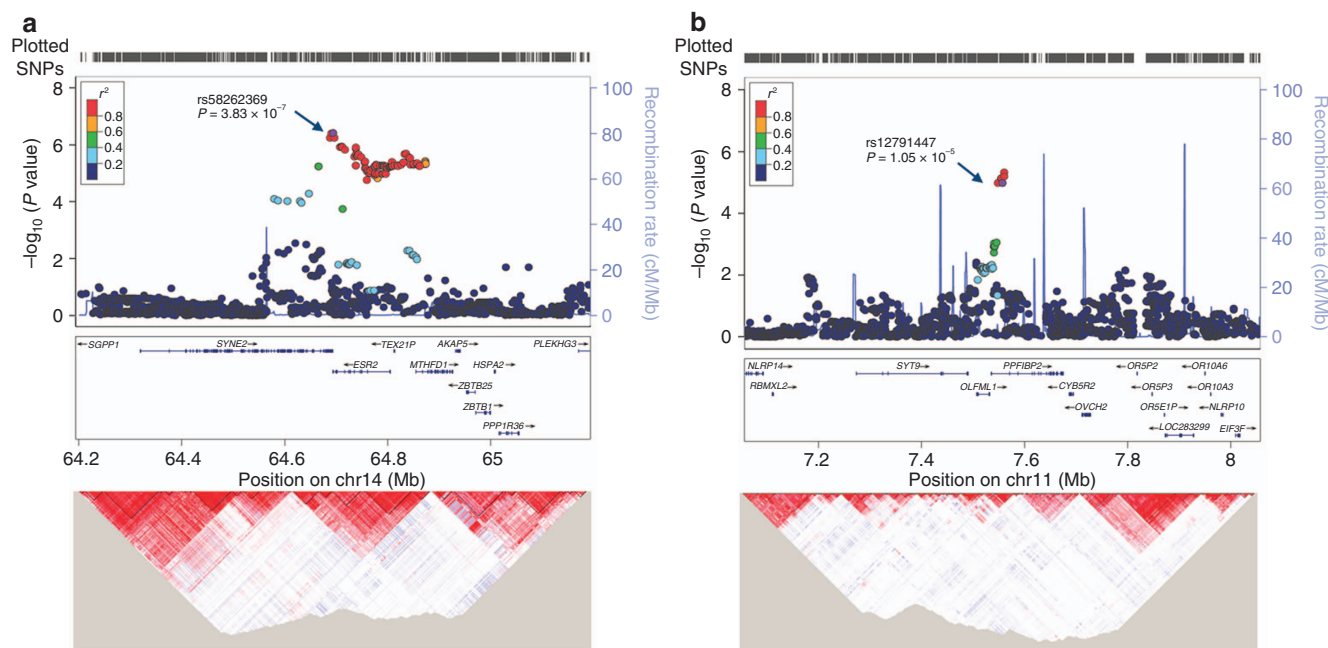 a
Plotted
SNPs
8
6
4
2
0
–log10 (P value)
r2
0.8
0.6
0.4
0.2
rs58262369
P = 3.83 × 10–7
100
80
60
40
20
0
Recombination rate (cM/Mb)
←SGPP1 SYNE2→ ←TEX21P AKAP5→ PLEKHG3→
←ESR2 MTHFD1→ HSPA2→
←ZBTB25
ZBTB1→
PPP1R36→
64.2 64.4 64.6 64.8 65
Position on chr14 (Mb)
b
Plotted
SNPs
8
6
4
2
0
–log10 (P value)
r2
0.8
0.6
0.4
0.2
rs12791447
P = 1.05 × 10–5
100
80
60
40
20
0
Recombination rate (cM/Mb)
NLRP14→ SYT9→ PPFIBP2→ ←OR5P2 ←OR10A6
RBMXL2→ OLFML1→ ←CYB5R2 ←OR5P3 ←OR10A3
←OVCH2 ←OR5E1P ←NLRP10
←LOC283299 EIF3F→
7.2 7.4 7.6 7.8 8
Position on chr11 (Mb)